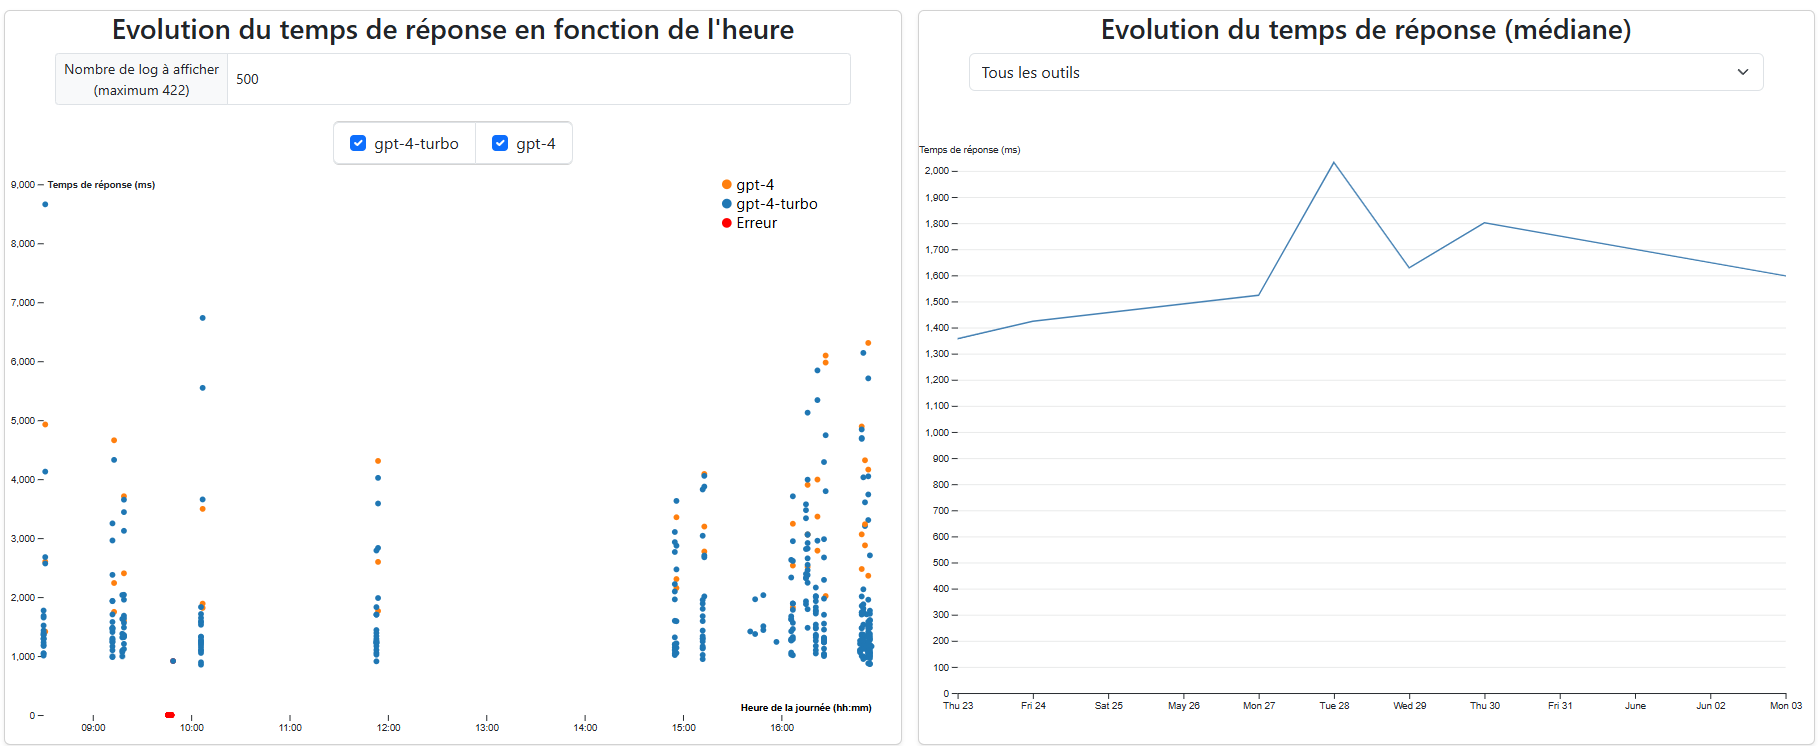 Evolution du temps de réponse en fonction de l'heure
Nombre de log à afficher
(maximum 422)
500
gpt-4-turbo
gpt-4
Temps de réponse (ms)
gpt-4
gpt-4-turbo
Erreur
9,000
8,000
7,000
6,000
5,000
4,000
3,000
2,000
1,000
0
Heure de la journée (hh:mm)
09:00 10:00 11:00 12:00 13:00 14:00 15:00 16:00
Evolution du temps de réponse (médiane)
Tous les outils
Temps de réponse (ms)
2,000
1,900
1,800
1,700
1,600
1,500
1,400
1,300
1,200
1,100
1,000
900
800
700
600
500
400
300
200
100
0
Thu 23 Fri 24 Sat 25 May 26 Mon 27 Tue 28 Wed 29 Thu 30 Fri 31 June Jun 02 Mon 03